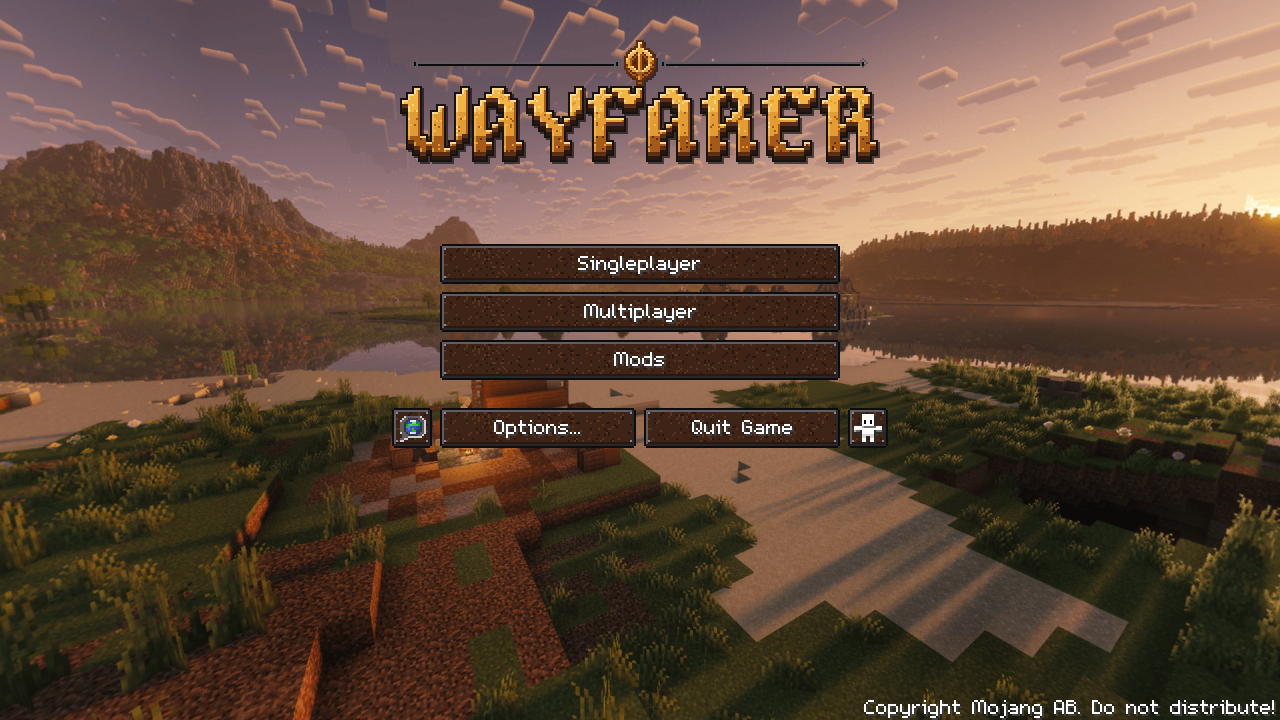 WAYFARER
Singleplayer
Multiplayer
Mods
Options...
Quit Game
Copyright Mojang AB. Do not distribute!